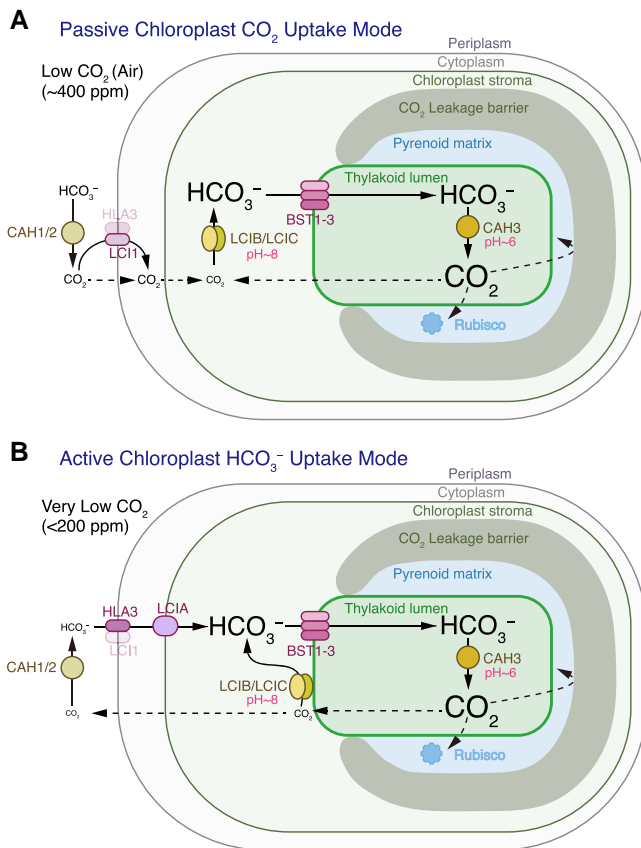 A
Passive Chloroplast CO₂ Uptake Mode
Periplasm
Cytoplasm
Chloroplast stroma
Low CO₂ (Air)
(~400 ppm)
CO₂ Leakage barrier
Pyrenoid matrix
Thylakoid lumen
HCO₃⁻
HCO₃⁻
HCO₃⁻
BST1-3
HLA3
LCI1
CAH1/2
LCIB/LCIC
pH~8
CAH3
pH~6
CO₂
CO₂
CO₂
CO₂
Rubisco
B
Active Chloroplast HCO₃⁻ Uptake Mode
Periplasm
Cytoplasm
Chloroplast stroma
Very Low CO₂
(<200 ppm)
CO₂ Leakage barrier
Pyrenoid matrix
Thylakoid lumen
HLA3
LCIA
HCO₃⁻
HCO₃⁻
HCO₃⁻
LCI1
BST1-3
CAH1/2
LCIB/LCIC
pH~8
CAH3
pH~6
CO₂
CO₂
CO₂
Rubisco